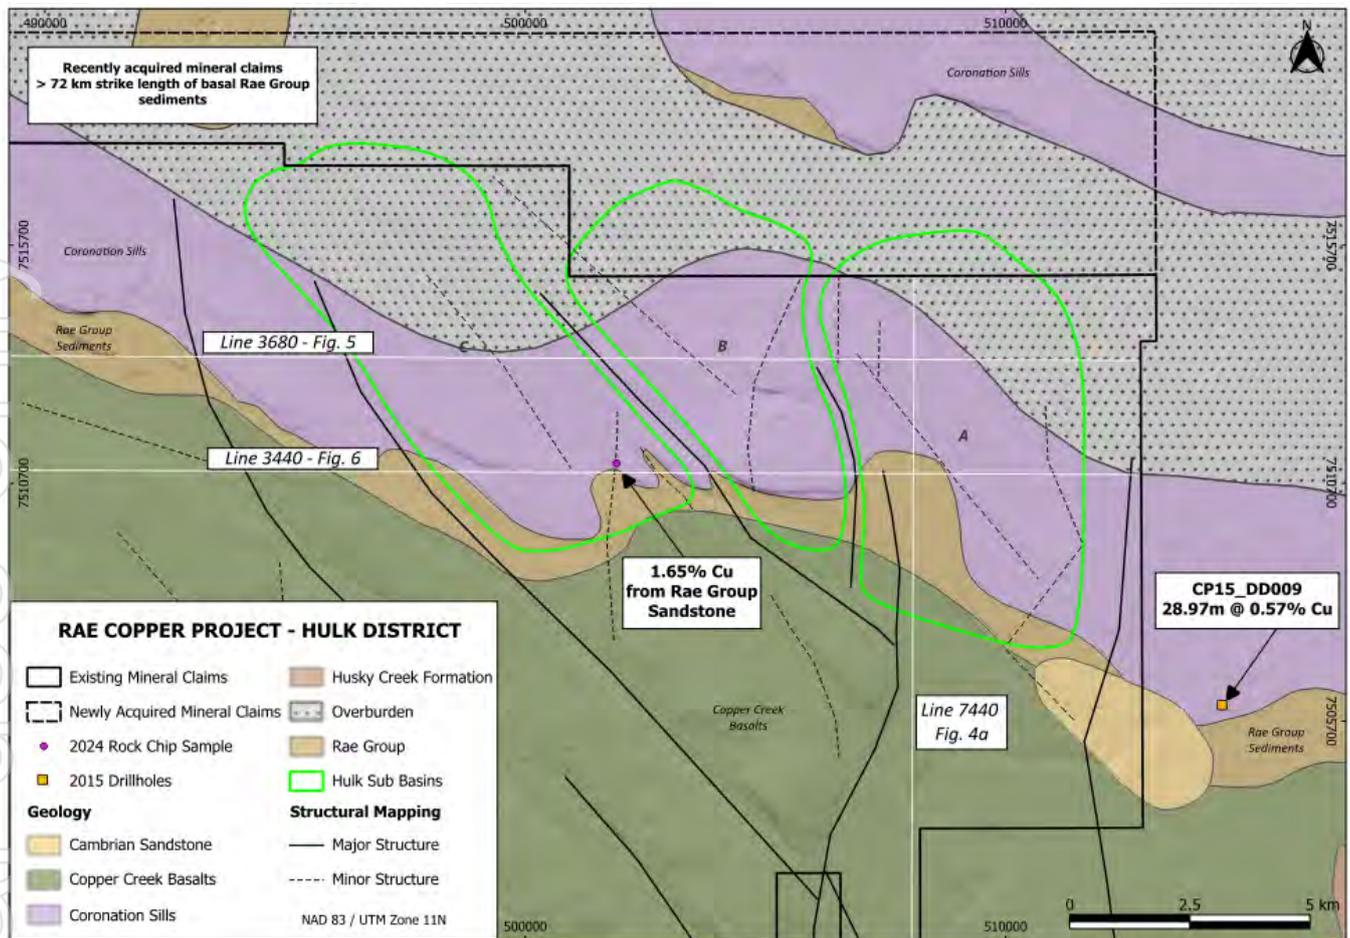 490000
500000
510000
N
Recently acquired mineral claims
> 72 km strike length of basal Rae Group
sediments
Coronation Sills
7515700
7515700
Coronation Sills
Rae Group
Sediments
Line 3680 - Fig. 5
C
B
A
Line 3440 - Fig. 6
7510700
7510700
1.65% Cu
from Rae Group
Sandstone
CP15_DD009
28.97m @ 0.57% Cu
Copper Creek
Basalts
Line 7440
Fig. 4a
7505700
Rae Group
Sediments
RAE COPPER PROJECT - HULK DISTRICT
Existing Mineral Claims
Newly Acquired Mineral Claims
2024 Rock Chip Sample
2015 Drillholes
Geology
Cambrian Sandstone
Copper Creek Basalts
Coronation Sills
Husky Creek Formation
Overburden
Rae Group
Hulk Sub Basins
Structural Mapping
Major Structure
Minor Structure
NAD 83 / UTM Zone 11N
0 2.5 5 km
500000
510000